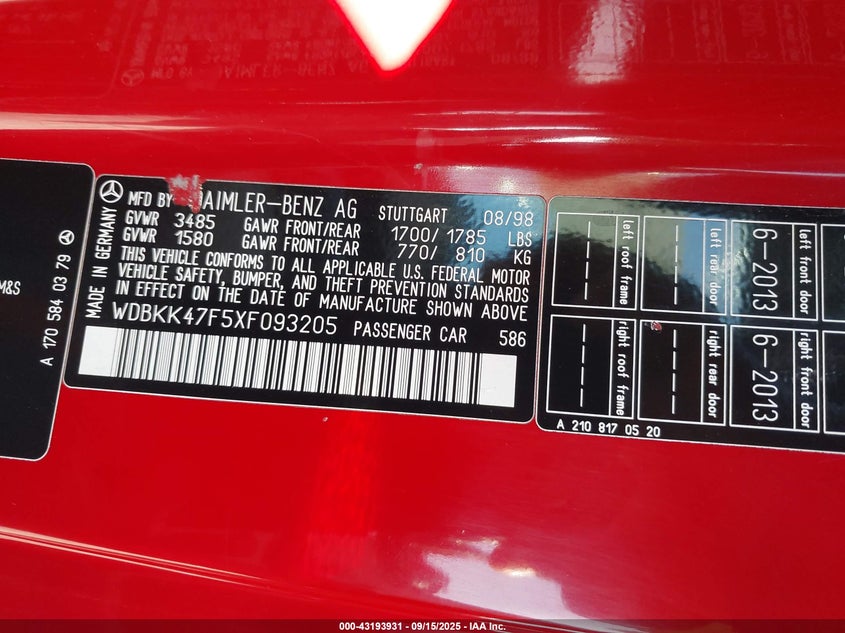 M&S
A 170 584 03 79
MADE IN GERMANY
MFD BY DAIMLER-BENZ AG STUTTGART 08/98
GVWR 3485 GAWR FRONT/REAR 1700/1785 LBS
GVWR 1580 GAWR FRONT/REAR 770/ 810 KG
THIS VEHICLE CONFORMS TO ALL APPLICABLE U.S. FEDERAL MOTOR
VEHICLE SAFETY, BUMPER, AND THEFT PREVENTION STANDARDS
IN EFFECT ON THE DATE OF MANUFACTURE SHOWN ABOVE
WDBKK47F5XF093205 PASSENGER CAR 586
left roof frame
left rear door
6-2013
left front door
right roof frame
right rear door
6-2013
right front door
A 210 817 05 20
000-43193931 - 09/15/2025 - IAA Inc.